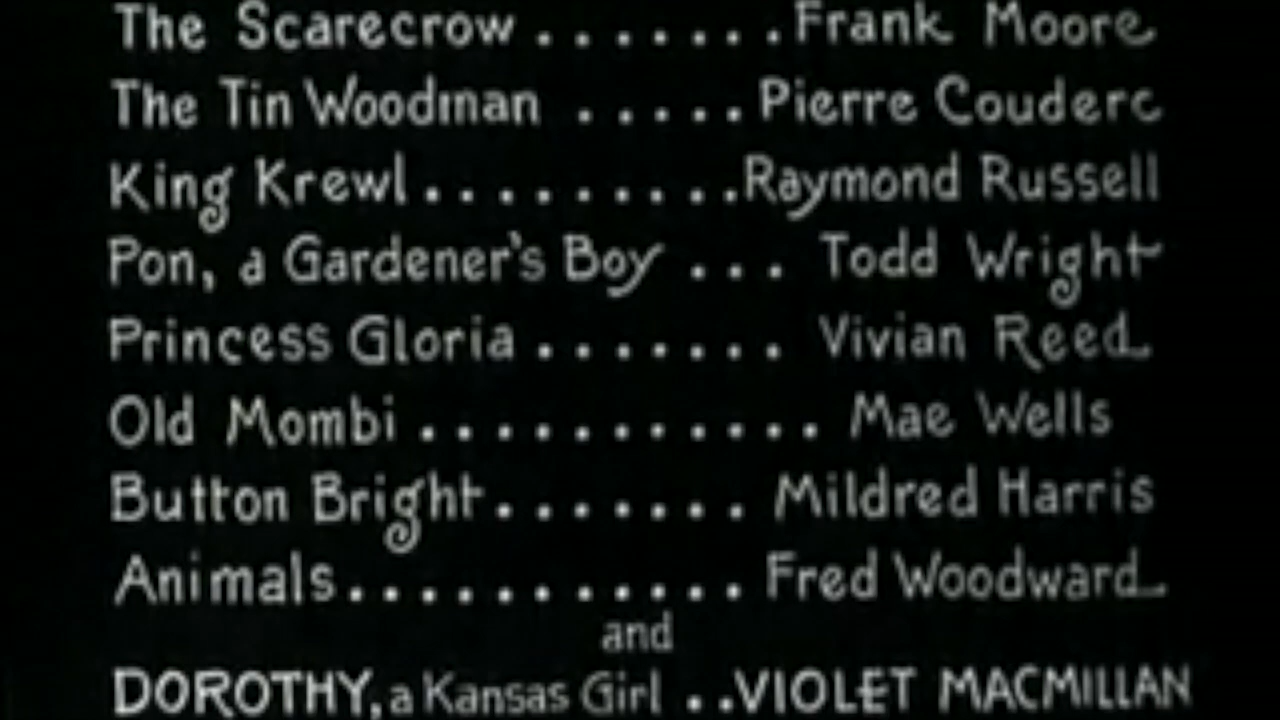 The Scarecrow . . . . . . . Frank Moore
The Tin Woodman . . . . . Pierre Couderc
King Krewl . . . . . . . . . Raymond Russell
Pon, a Gardener's Boy . . . Todd Wright
Princess Gloria . . . . . . . Vivian Reed
Old Mombi . . . . . . . . . . . Mae Wells
Button Bright . . . . . . . Mildred Harris
Animals . . . . . . . . . . . Fred Woodward
and
DOROTHY, a Kansas Girl . . VIOLET MACMILLAN